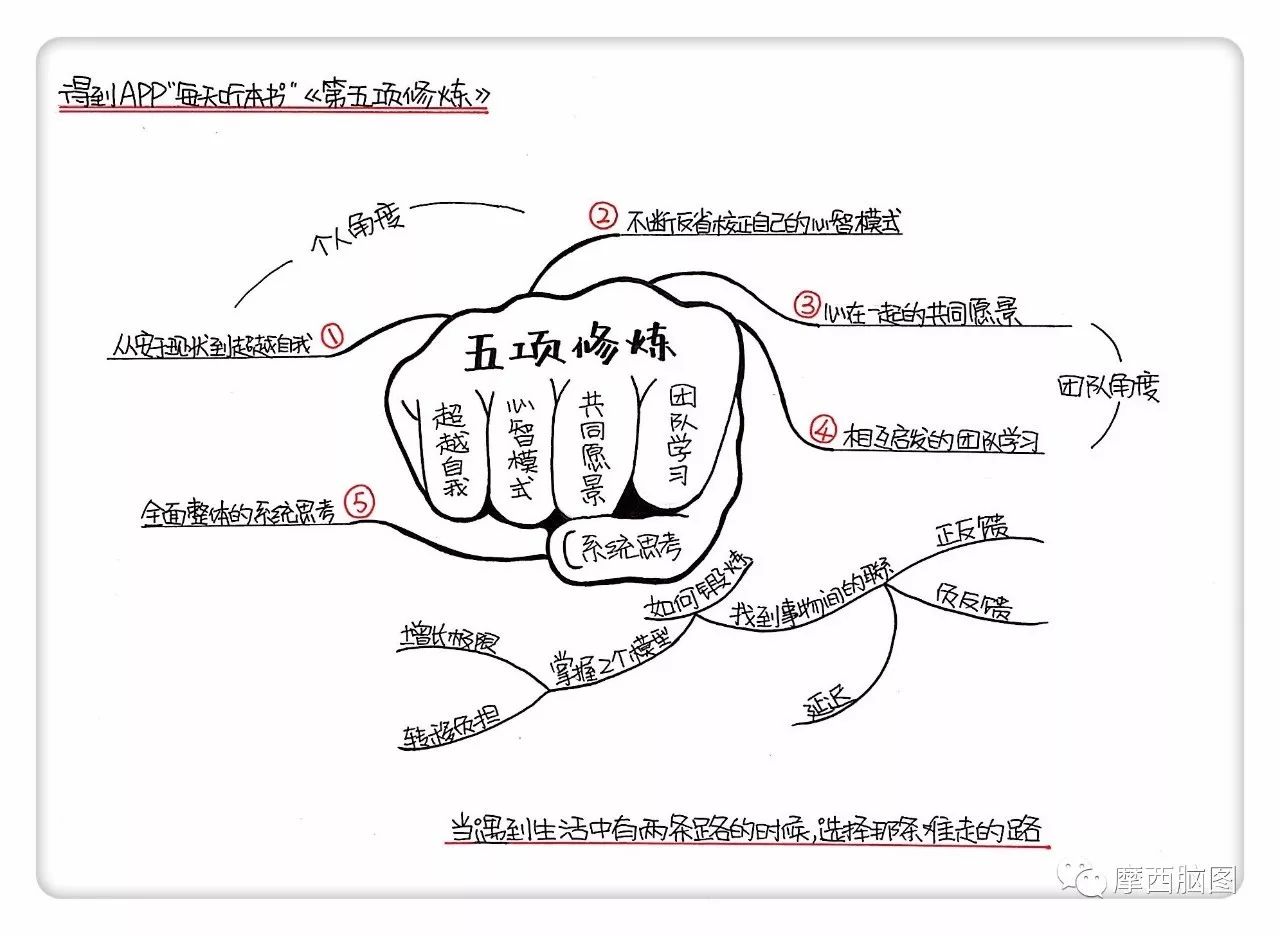 得到APP"每天听本书"《第五项修炼》
个人角度
① 从安于现状到超越自我
② 不断反省校正自己的心智模式
③ 心在一起的共同愿景
④ 相互启发的团队学习
团队角度
⑤ 全面整体的系统思考
五项修炼
超越自我
心智模式
共同愿景
团队学习
系统思考
如何锻炼
找到事物间的联系
正反馈
负反馈
延迟
掌握2个模型
增长极限
转移负担
当遇到生活中有两条路的时候,选择那条难走的路
摩西脑图